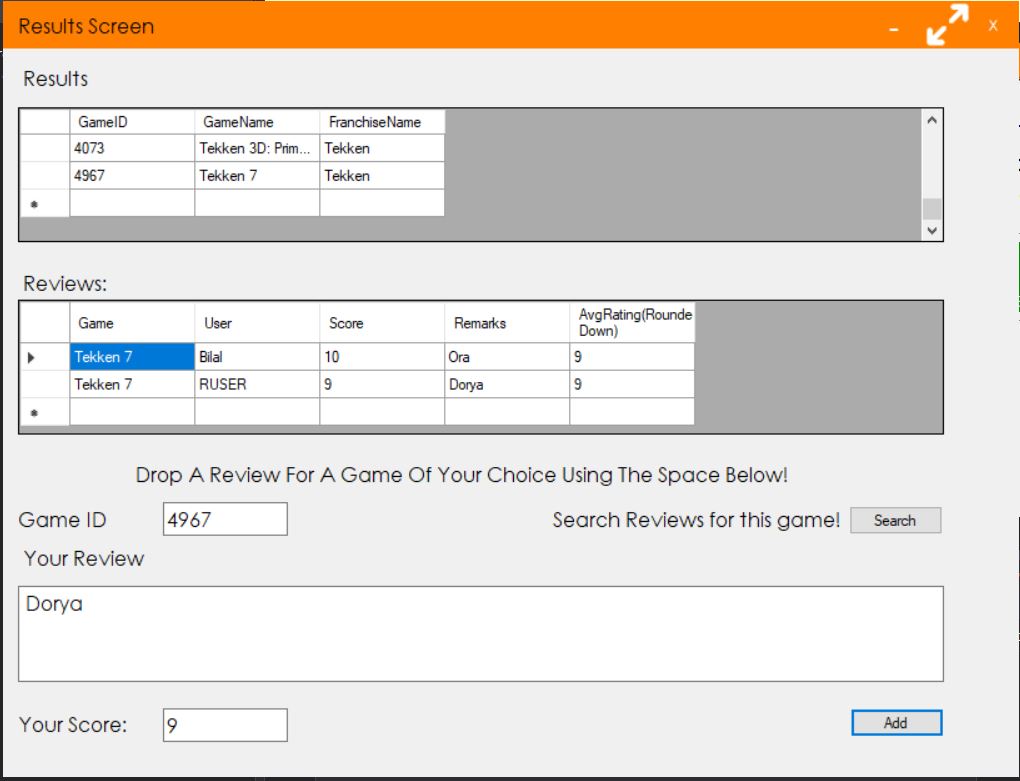 Results Screen
Results
GameID GameName FranchiseName
4073 Tekken 3D: Prim... Tekken
4967 Tekken 7 Tekken
Reviews:
Game User Score Remarks AvgRating(Rounde
Down)
Tekken 7 Bilal 10 Ora 9
Tekken 7 RUSER 9 Dorya 9
Drop A Review For A Game Of Your Choice Using The Space Below!
Game ID 4967 Search Reviews for this game! Search
Your Review
Dorya
Your Score: 9 Add